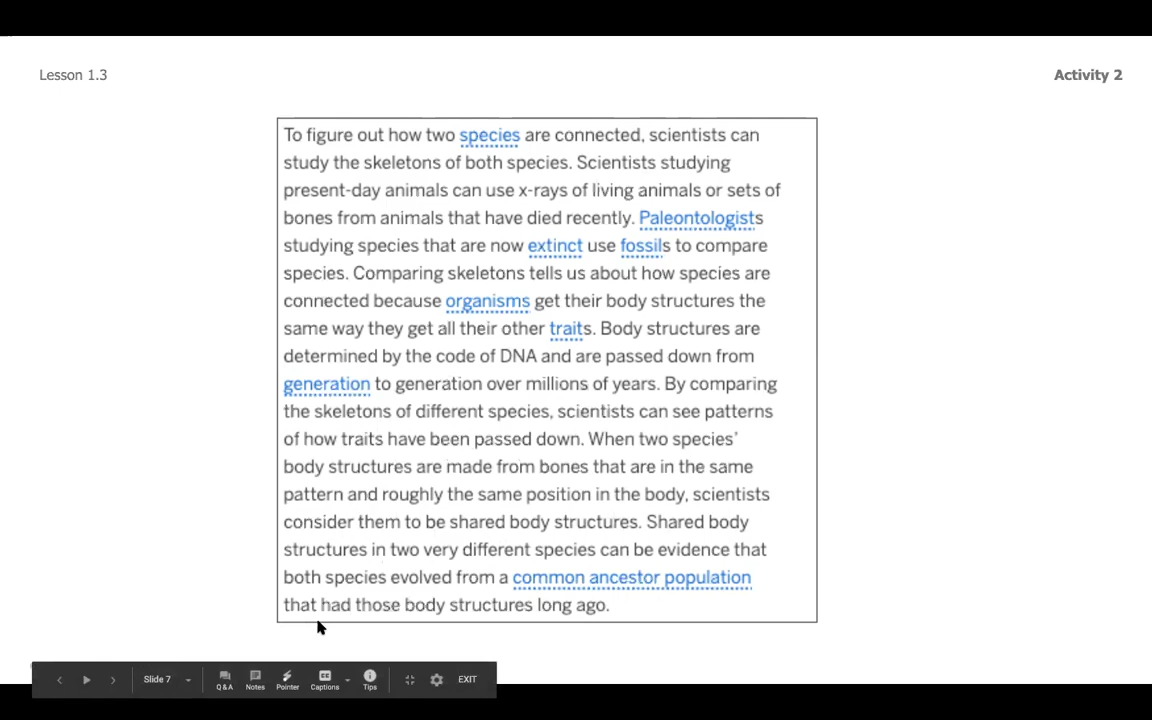 Lesson 1.3
Activity 2
To figure out how two species are connected, scientists can
study the skeletons of both species. Scientists studying
present-day animals can use x-rays of living animals or sets of
bones from animals that have died recently. Paleontologists
studying species that are now extinct use fossils to compare
species. Comparing skeletons tells us about how species are
connected because organisms get their body structures the
same way they get all their other traits. Body structures are
determined by the code of DNA and are passed down from
generation to generation over millions of years. By comparing
the skeletons of different species, scientists can see patterns
of how traits have been passed down. When two species'
body structures are made from bones that are in the same
pattern and roughly the same position in the body, scientists
consider them to be shared body structures. Shared body
structures in two very different species can be evidence that
both species evolved from a common ancestor population
that had those body structures long ago.
Slide 7
Q&A
Notes
Pointer
CC
Captions
Tips
EXIT